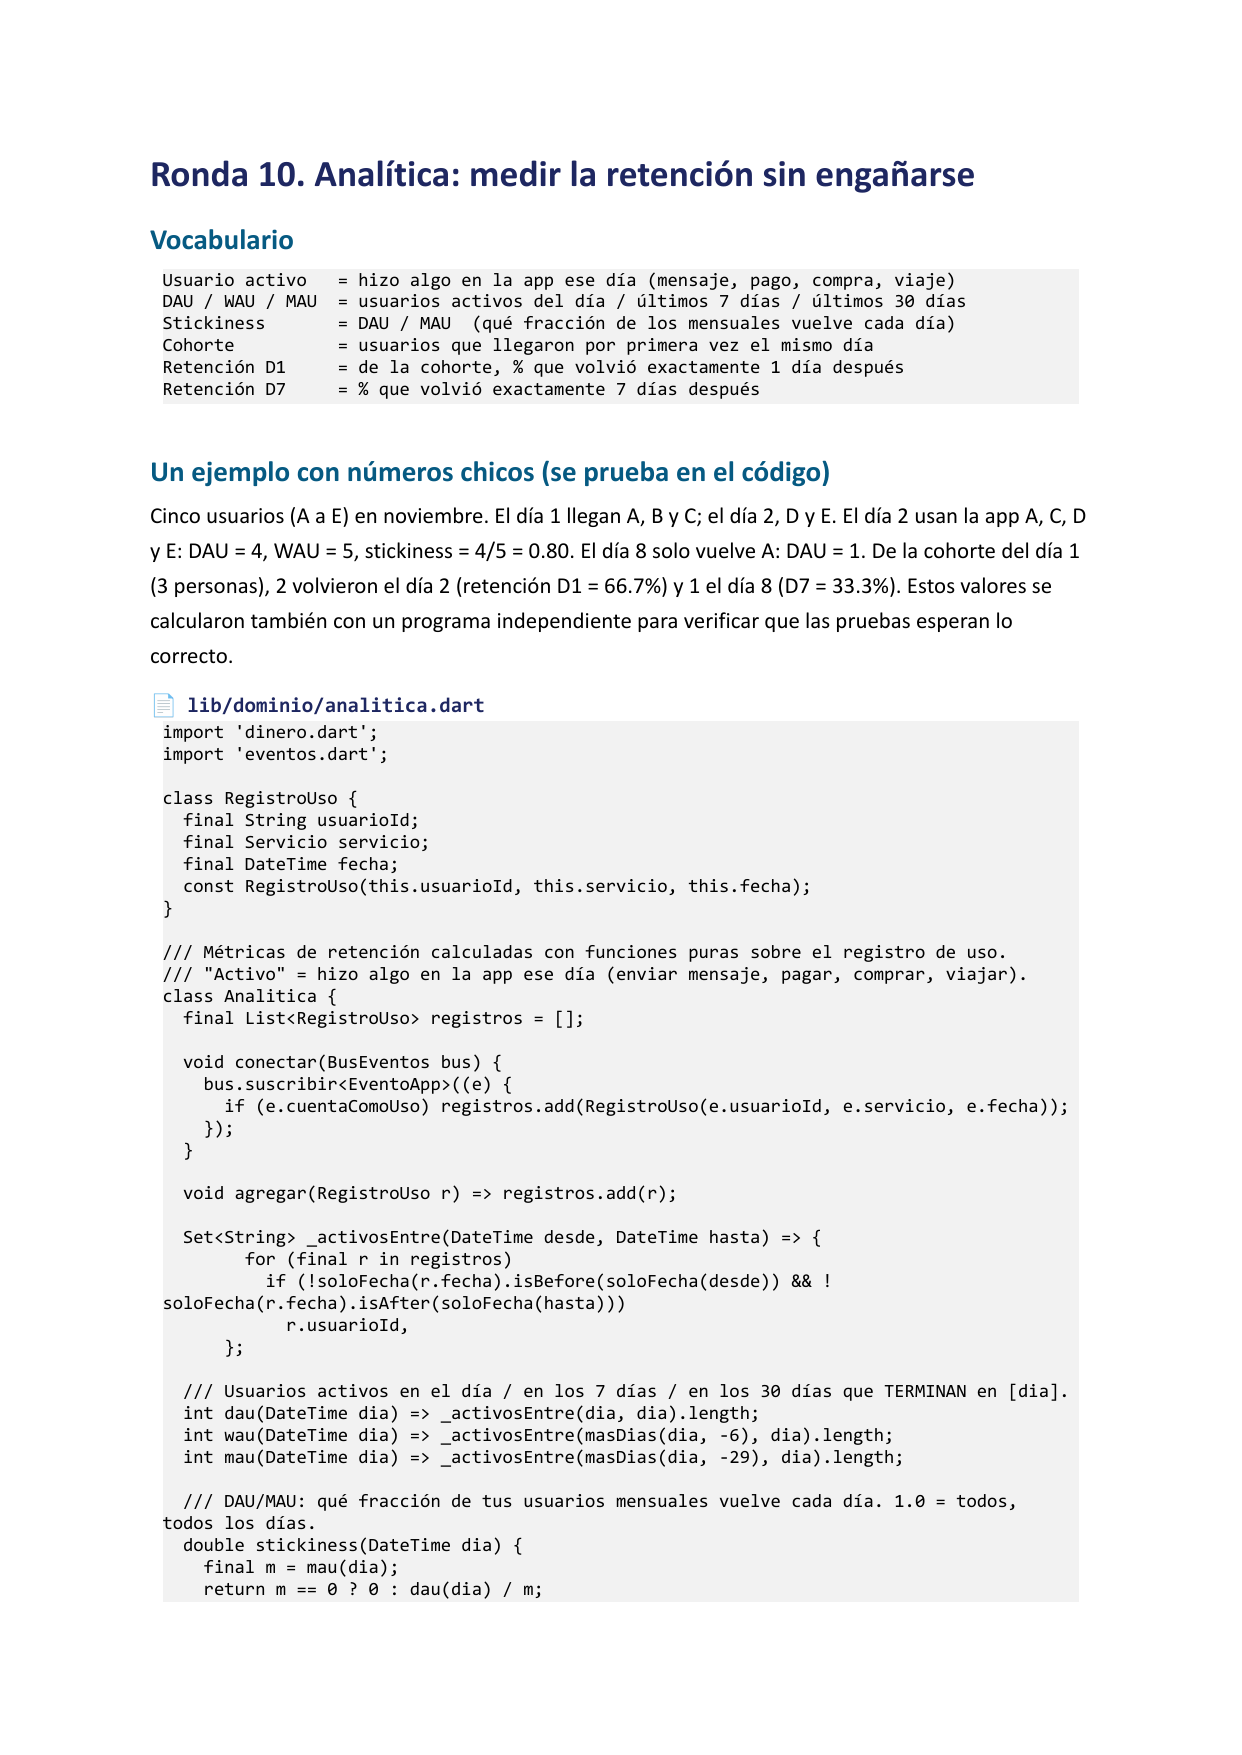 Ronda 10. Analítica: medir la retención sin engañarse
Vocabulario
Usuario activo   = hizo algo en la app ese día (mensaje, pago, compra, viaje)
DAU / WAU / MAU  = usuarios activos del día / últimos 7 días / últimos 30 días
Stickiness       = DAU / MAU  (qué fracción de los mensuales vuelve cada día)
Cohorte          = usuarios que llegaron por primera vez el mismo día
Retención D1     = de la cohorte, % que volvió exactamente 1 día después
Retención D7     = % que volvió exactamente 7 días después
Un ejemplo con números chicos (se prueba en el código)
Cinco usuarios (A a E) en noviembre. El día 1 llegan A, B y C; el día 2, D y E. El día 2 usan la app A, C, D
y E: DAU = 4, WAU = 5, stickiness = 4/5 = 0.80. El día 8 solo vuelve A: DAU = 1. De la cohorte del día 1
(3 personas), 2 volvieron el día 2 (retención D1 = 66.7%) y 1 el día 8 (D7 = 33.3%). Estos valores se
calcularon también con un programa independiente para verificar que las pruebas esperan lo
correcto.
📄 lib/dominio/analitica.dart
import 'dinero.dart';
import 'eventos.dart';

class RegistroUso {
  final String usuarioId;
  final Servicio servicio;
  final DateTime fecha;
  const RegistroUso(this.usuarioId, this.servicio, this.fecha);
}

/// Métricas de retención calculadas con funciones puras sobre el registro de uso.
/// "Activo" = hizo algo en la app ese día (enviar mensaje, pagar, comprar, viajar).
class Analitica {
  final List<RegistroUso> registros = [];

  void conectar(BusEventos bus) {
    bus.suscribir<EventoApp>((e) {
      if (e.cuentaComoUso) registros.add(RegistroUso(e.usuarioId, e.servicio, e.fecha));
    });
  }

  void agregar(RegistroUso r) => registros.add(r);

  Set<String> _activosEntre(DateTime desde, DateTime hasta) => {
        for (final r in registros)
          if (!soloFecha(r.fecha).isBefore(soloFecha(desde)) && !
soloFecha(r.fecha).isAfter(soloFecha(hasta)))
            r.usuarioId,
      };

  /// Usuarios activos en el día / en los 7 días / en los 30 días que TERMINAN en [dia].
  int dau(DateTime dia) => _activosEntre(dia, dia).length;
  int wau(DateTime dia) => _activosEntre(masDias(dia, -6), dia).length;
  int mau(DateTime dia) => _activosEntre(masDias(dia, -29), dia).length;

  /// DAU/MAU: qué fracción de tus usuarios mensuales vuelve cada día. 1.0 = todos,
todos los días.
  double stickiness(DateTime dia) {
    final m = mau(dia);
    return m == 0 ? 0 : dau(dia) / m;